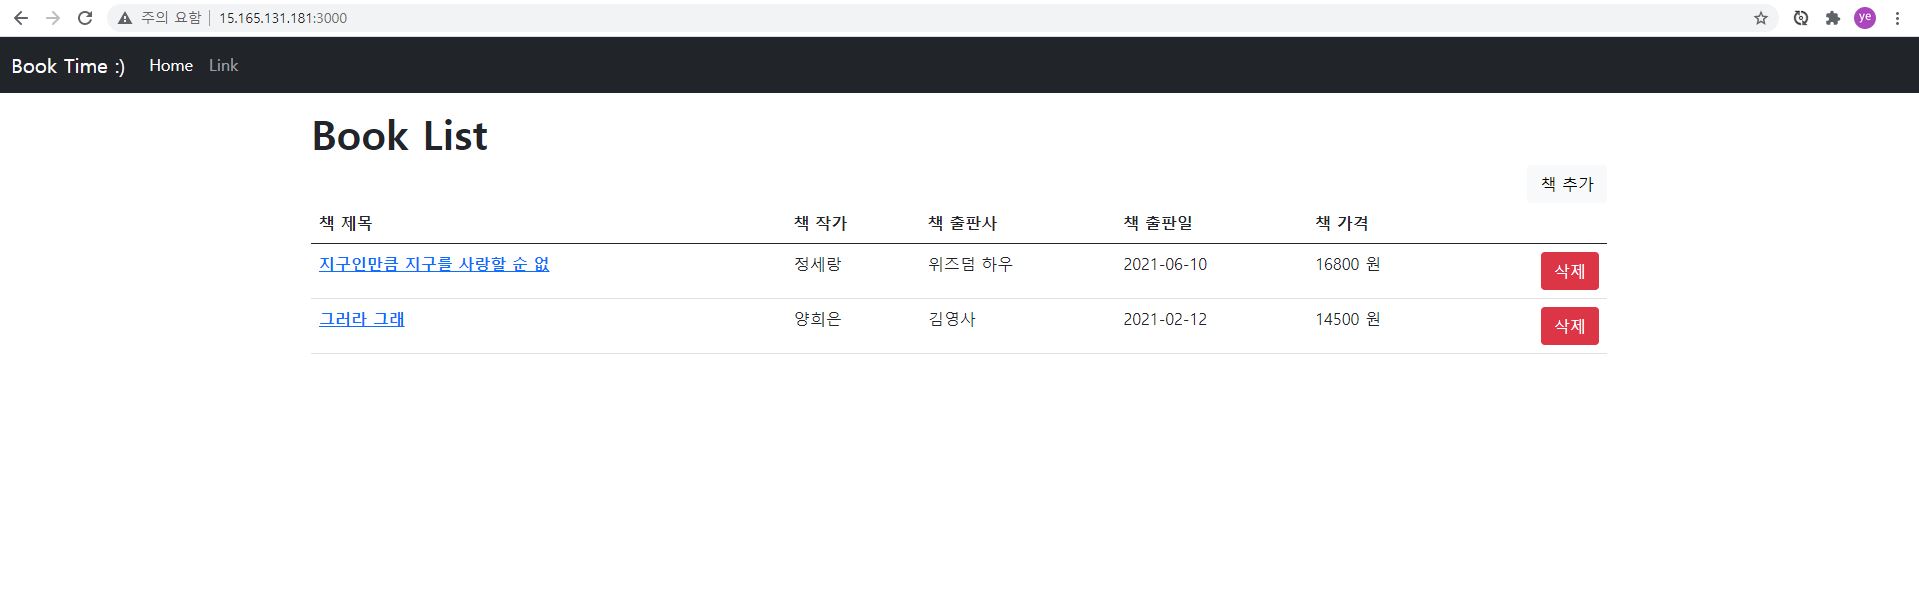 주의 요함 | 15.165.131.181:3000
ye
Book Time :) Home Link
Book List
책 추가
책 제목 책 작가 책 출판사 책 출판일 책 가격
지구인만큼 지구를 사랑할 순 없 정세랑 위즈덤 하우 2021-06-10 16800 원 삭제
그러라 그래 양희은 김영사 2021-02-12 14500 원 삭제